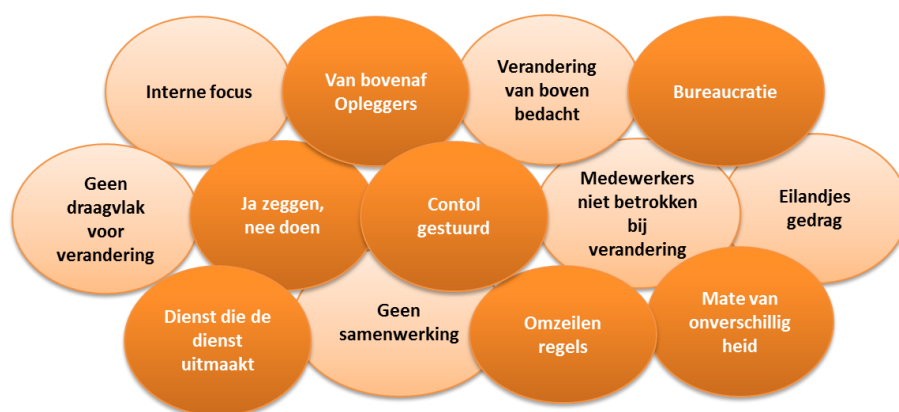 Interne focus
Van bovenaf
Opleggers
Verandering
van boven
bedacht
Bureaucratie
Geen
draagvlak
voor
verandering
Ja zeggen,
nee doen
Contol
gestuurd
Medewerkers
niet betrokken
bij
verandering
Eilandjes
gedrag
Dienst die de
dienst
uitmaakt
Geen
samenwerking
Omzeilen
regels
Mate van
onverschillig
heid